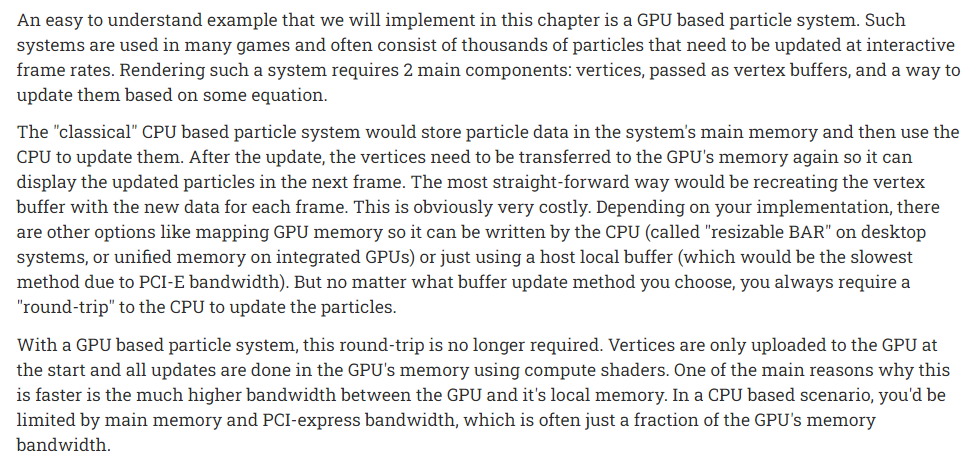 An easy to understand example that we will implement in this chapter is a GPU based particle system. Such
systems are used in many games and often consist of thousands of particles that need to be updated at interactive
frame rates. Rendering such a system requires 2 main components: vertices, passed as vertex buffers, and a way to
update them based on some equation.
The "classical" CPU based particle system would store particle data in the system's main memory and then use the
CPU to update them. After the update, the vertices need to be transferred to the GPU's memory again so it can
display the updated particles in the next frame. The most straight-forward way would be recreating the vertex
buffer with the new data for each frame. This is obviously very costly. Depending on your implementation, there
are other options like mapping GPU memory so it can be written by the CPU (called "resizable BAR" on desktop
systems, or unified memory on integrated GPUs) or just using a host local buffer (which would be the slowest
method due to PCI-E bandwidth). But no matter what buffer update method you choose, you always require a
"round-trip" to the CPU to update the particles.
With a GPU based particle system, this round-trip is no longer required. Vertices are only uploaded to the GPU at
the start and all updates are done in the GPU's memory using compute shaders. One of the main reasons why this
is faster is the much higher bandwidth between the GPU and it's local memory. In a CPU based scenario, you'd be
limited by main memory and PCI-express bandwidth, which is often just a fraction of the GPU's memory
bandwidth.